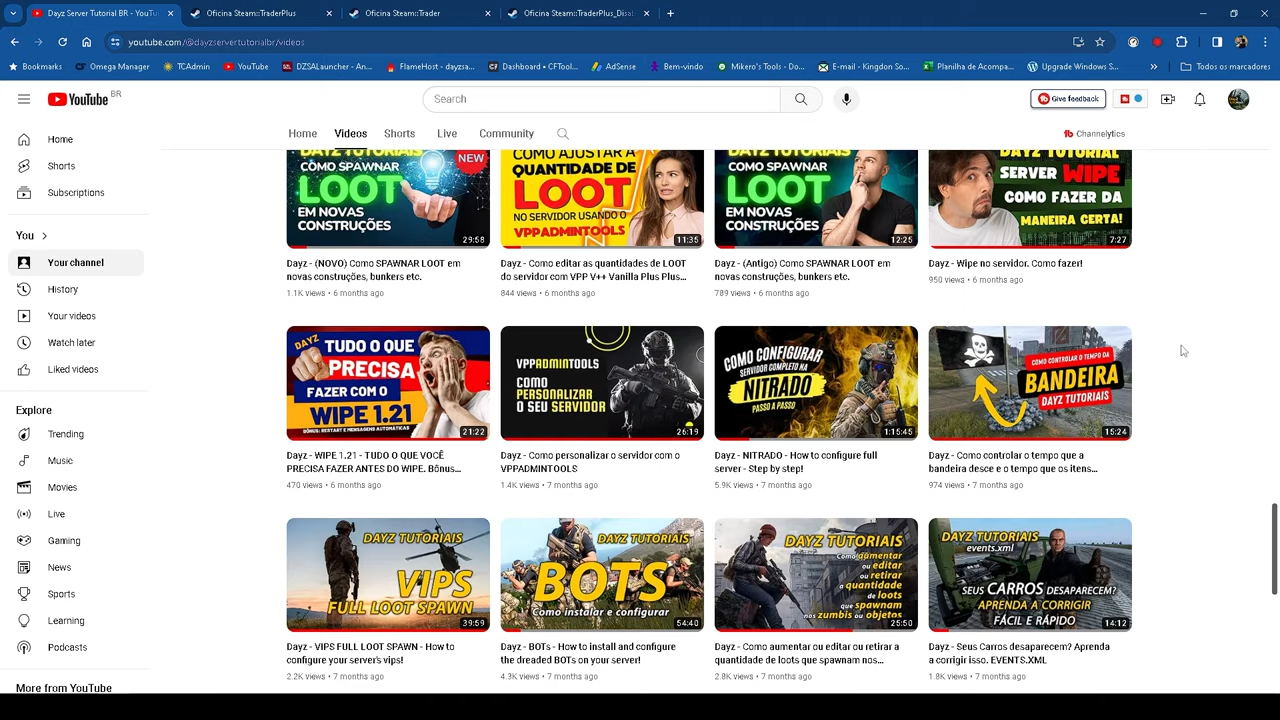 Dayz Server Tutorial BR - YouTu
Oficina Steam::TraderPlus
Oficina Steam::Trader
Oficina Steam::TraderPlus_Disab
youtube.com/@dayzservertutorialbr/videos
Bookmarks
Omega Manager
TCAdmin
YouTube
DZSALauncher - An...
FlameHost - dayzsa...
Dashboard • CFTool...
AdSense
Bem-vindo
Mikero's Tools - Do...
E-mail - Kingdon So...
Planilha de Acompa...
Upgrade Windows S...
Todos os marcadores
YouTube BR
Search
Give feedback
Home
Videos
Shorts
Live
Community
Channelytics
Home
Shorts
Subscriptions
You
Your channel
History
Your videos
Watch later
Liked videos
Explore
Trending
Music
Movies
Live
Gaming
News
Sports
Learning
Podcasts
More from YouTube
DAYZ TUTORIAIS
NEW
COMO SPAWNAR
LOOT
EM NOVAS
CONSTRUÇÕES
29:58
COMO AJUSTAR A
QUANTIDADE DE
LOOT
NO SERVIDOR USANDO O
VPPADMINTOOLS
11:35
DAYZ TUTORIAIS
COMO SPAWNAR
LOOT
EM NOVAS
CONSTRUÇÕES
12:25
DAYZ TUTORIAL
SERVER WIPE
COMO FAZER DA
MANEIRA CERTA!
7:27
Dayz - (NOVO) Como SPAWNAR LOOT em
novas construções, bunkers etc.
1.1K views • 6 months ago
Dayz - Como editar as quantidades de LOOT
do servidor com VPP V++ Vanilla Plus Plus...
844 views • 6 months ago
Dayz - (Antigo) Como SPAWNAR LOOT em
novas construções, bunkers etc.
789 views • 6 months ago
Dayz - Wipe no servidor. Como fazer!
950 views • 6 months ago
DAYZ
TUDO O QUE
PRECISA
FAZER COM O
WIPE 1.21
BÔNUS: RESTART E MENSAGENS AUTOMÁTICAS
21:22
VPPADMINTOOLS
COMO
PERSONALIZAR
O SEU SERVIDOR
26:19
COMO CONFIGURAR
SERVIDOR COMPLETO NA
NITRADO
PASSO A PASSO
1:15:45
COMO CONTROLAR O TEMPO DA
BANDEIRA
DAYZ TUTORIAIS
15:24
Dayz - WIPE 1.21 - TUDO O QUE VOCÊ
PRECISA FAZER ANTES DO WIPE. Bônus...
470 views • 6 months ago
Dayz - Como personalizar o servidor com o
VPPADMINTOOLS
1.4K views • 7 months ago
Dayz - NITRADO - How to configure full
server - Step by step!
5.9K views • 7 months ago
Dayz - Como controlar o tempo que a
bandeira desce e o tempo que os itens...
974 views • 7 months ago
DAYZ TUTORIAIS
VIPS
FULL LOOT SPAWN
39:59
DAYZ TUTORIAIS
BOTS
Como instalar e configurar
54:40
DAYZ TUTORIAIS
Como aumentar
ou editar
ou retirar
a quantidade
de loots
que spawnam
nos zumbis ou objetos
25:50
DAYZ TUTORIAIS
events.xml
SEUS CARROS DESAPARECEM?
APRENDA A CORRIGIR
FÁCIL E RÁPIDO
14:12
Dayz - VIPS FULL LOOT SPAWN - How to
configure your server's vips!
2.2K views • 7 months ago
Dayz - BOTs - How to install and configure
the dreaded BOTs on your server!
4.3K views • 7 months ago
Dayz - Como aumentar ou editar ou retirar a
quantidade de loots que spawnam nos...
2.8K views • 7 months ago
Dayz - Seus Carros desaparecem? Aprenda
a corrigir isso. EVENTS.XML
1.8K views • 7 months ago